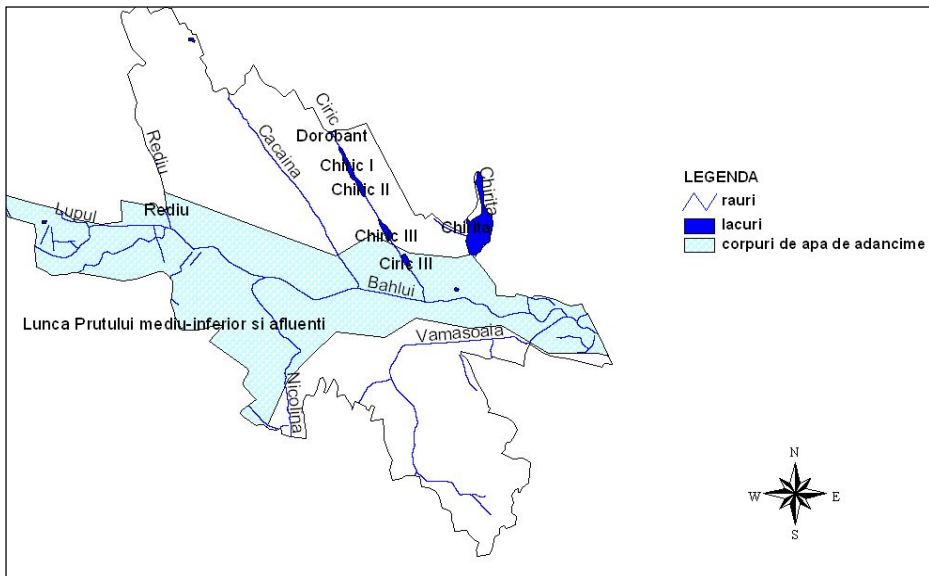 Ciric
Dorobant
Chiric I
Chiric II
Cacaina
Rediu
Chirita
Chirita
Lupul
Rediu
Chiric III
Ciric III
Bahlui
Lunca Prutului mediu-inferior si afluenti
Vamasoaia
Nicolina
LEGENDA
rauri
lacuri
corpuri de apa de adancime
N
W
E
S